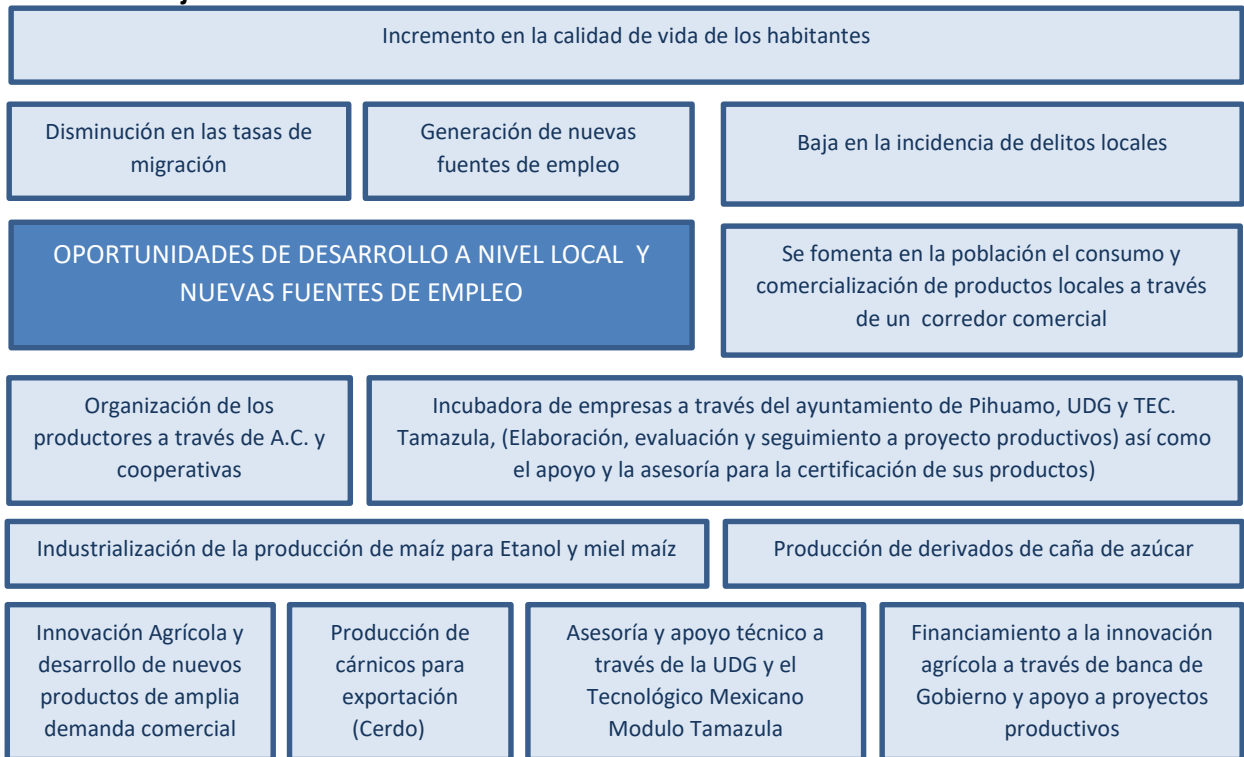 Incremento en la calidad de vida de los habitantes
Disminución en las tasas de
migración
Generación de nuevas
fuentes de empleo
Baja en la incidencia de delitos locales
OPORTUNIDADES DE DESARROLLO A NIVEL LOCAL Y
NUEVAS FUENTES DE EMPLEO
Se fomenta en la población el consumo y
comercialización de productos locales a través
de un corredor comercial
Organización de los
productores a través de A.C. y
cooperativas
Incubadora de empresas a través del ayuntamiento de Pihuamo, UDG y TEC.
Tamazula, (Elaboración, evaluación y seguimiento a proyecto productivos) así como
el apoyo y la asesoría para la certificación de sus productos)
Industrialización de la producción de maíz para Etanol y miel maíz
Producción de derivados de caña de azúcar
Innovación Agrícola y
desarrollo de nuevos
productos de amplia
demanda comercial
Producción de
cárnicos para
exportación
(Cerdo)
Asesoría y apoyo técnico a
través de la UDG y el
Tecnológico Mexicano
Modulo Tamazula
Financiamiento a la innovación
agrícola a través de banca de
Gobierno y apoyo a proyectos
productivos